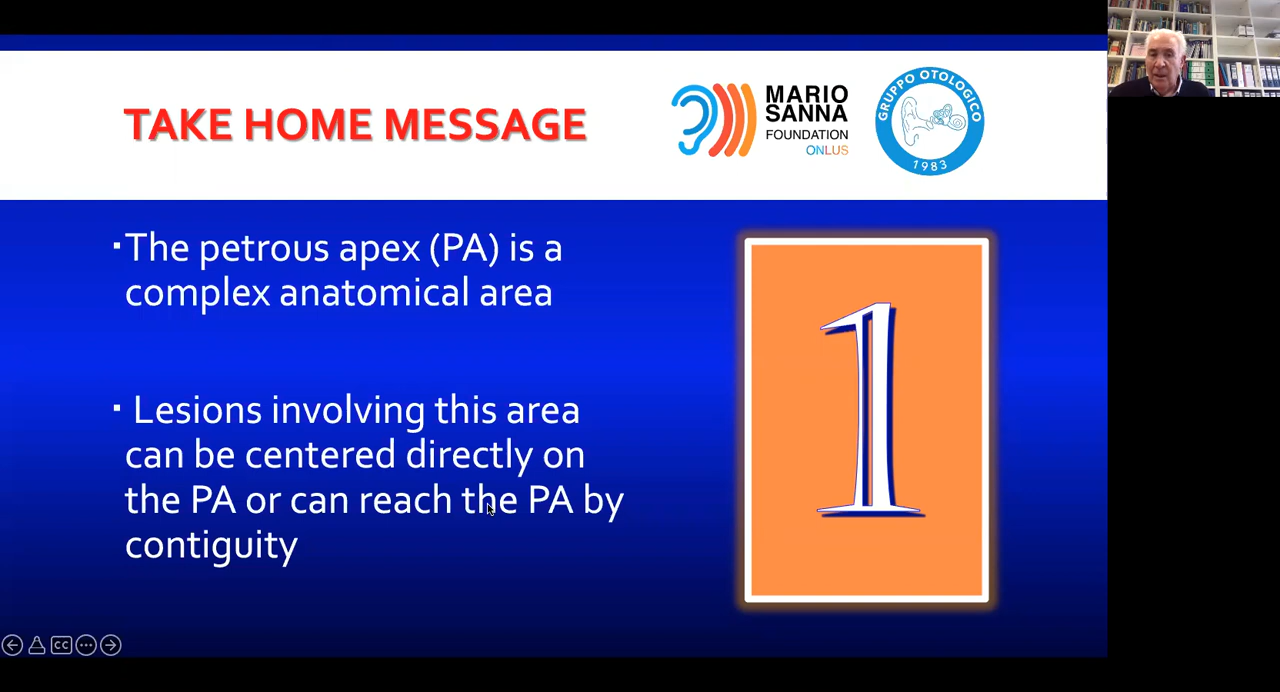 TAKE HOME MESSAGE
MARIO
SANNA
FOUNDATION
ONLUS
GRUPPO OTOLOGICO
1983
▪The petrous apex (PA) is a
complex anatomical area
▪ Lesions involving this area
can be centered directly on
the PA or can reach the PA by
contiguity
1
CC